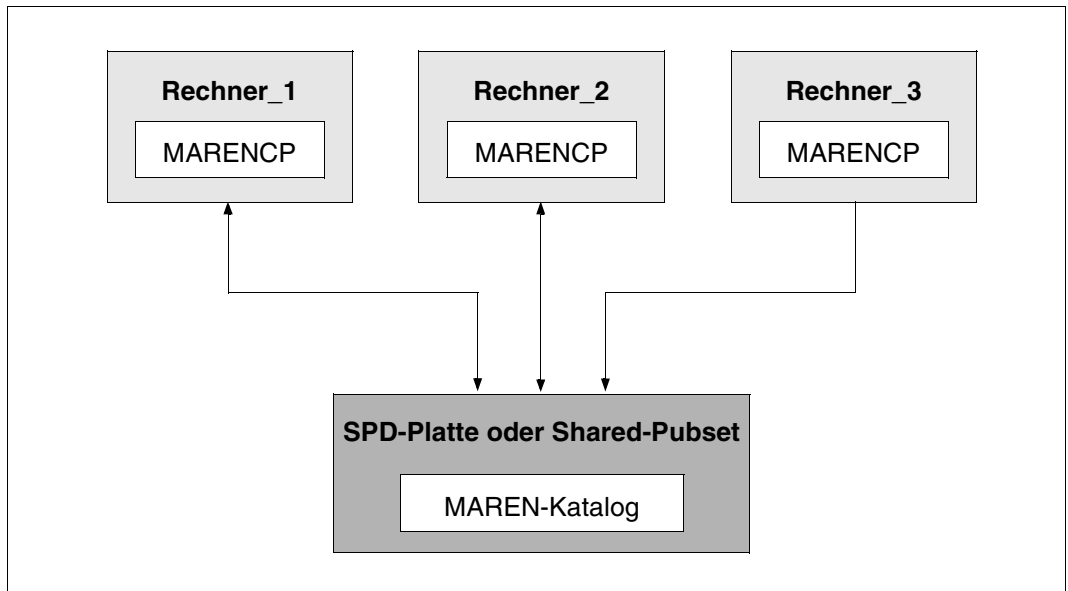 Rechner_1
MARENCP
Rechner_2
MARENCP
Rechner_3
MARENCP
SPD-Platte oder Shared-Pubset
MAREN-Katalog